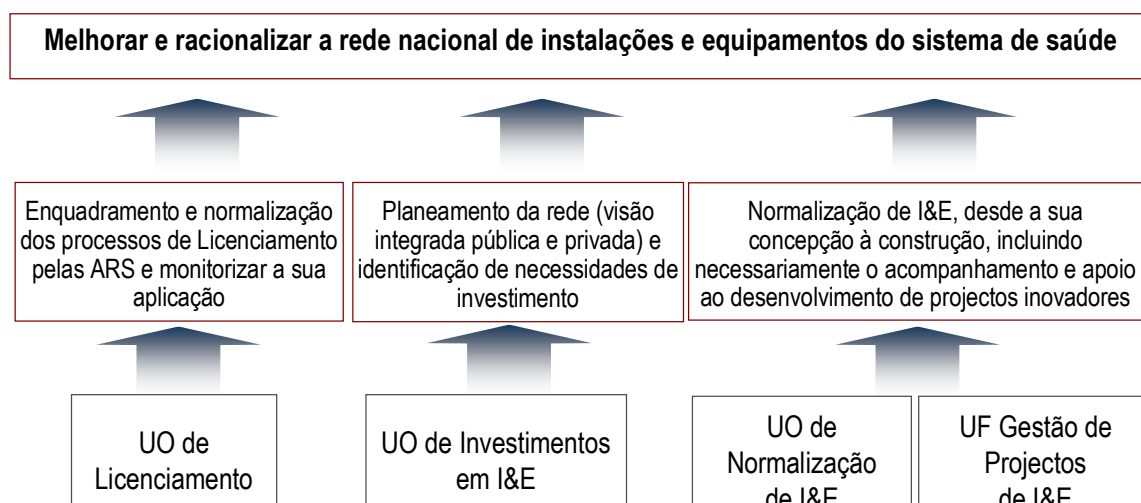 Melhorar e racionalizar a rede nacional de instalações e equipamentos do sistema de saúde
Enquadramento e normalização
dos processos de Licenciamento
pelas ARS e monitorizar a sua
aplicação
Planeamento da rede (visão
integrada pública e privada) e
identificação de necessidades de
investimento
Normalização de I&E, desde a sua
concepção à construção, incluindo
necessariamente o acompanhamento e apoio
ao desenvolvimento de projectos inovadores
UO de
Licenciamento
UO de Investimentos
em I&E
UO de
Normalização
de I&E
UF Gestão de
Projectos
de I&E